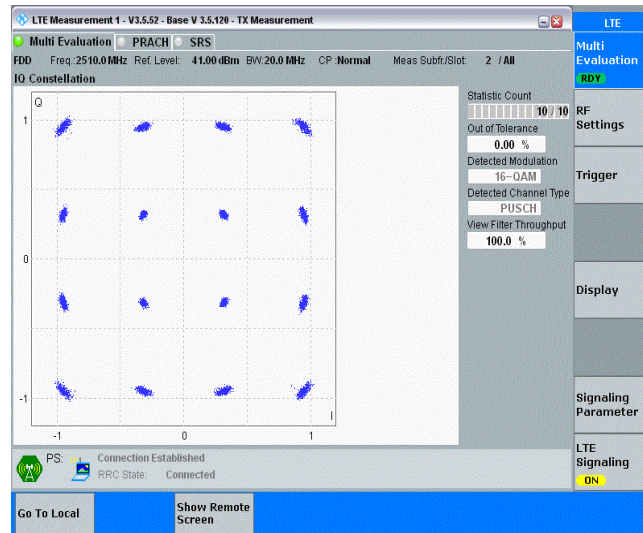 LTE Measurement 1 - V3.5.52 - Base V 3.5.120 - TX Measurement
LTE
Multi Evaluation PRACH SRS
Multi
Evaluation
RDY
FDD Freq.:2510.0 MHz Ref. Level: 41.00 dBm BW:20.0 MHz CP :Normal Meas Subfr./Slot: 2 / All
IQ Constellation
Q
1
0
-1
-1 0 1
I
Statistic Count
10 / 10
Out of Tolerance
0.00 %
Detected Modulation
16-QAM
Detected Channel Type
PUSCH
View Filter Throughput
100.0 %
RF
Settings
Trigger
Display
Signaling
Parameter
LTE
Signaling
ON
PS: Connection Established
RRC State: Connected
Go To Local
Show Remote
Screen